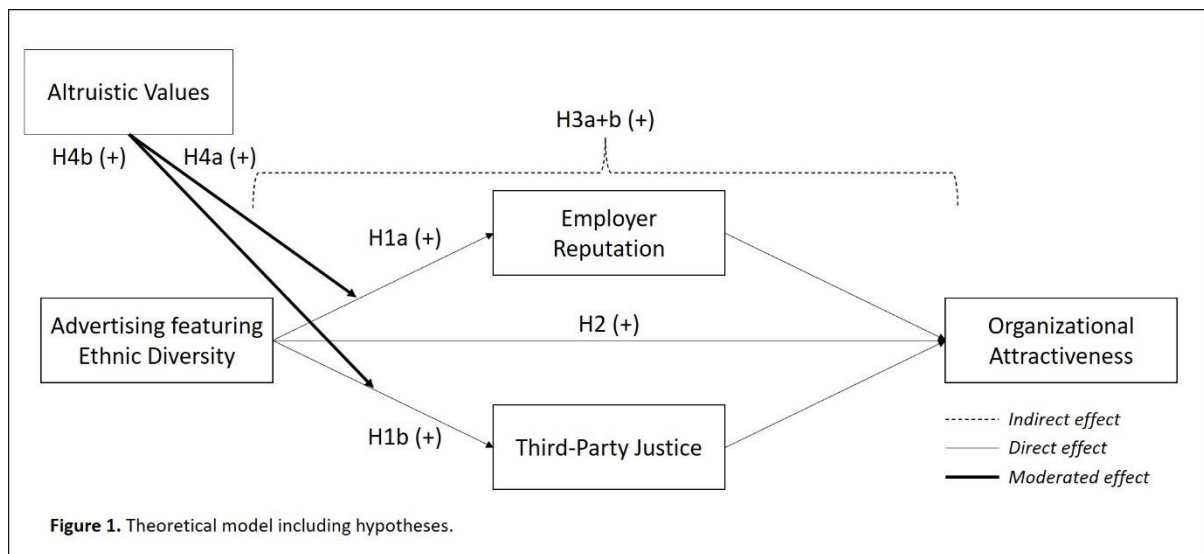 Altruistic Values
H3a+b (+)
H4b (+)
H4a (+)
Employer
Reputation
H1a (+)
Advertising featuring
Ethnic Diversity
H2 (+)
Organizational
Attractiveness
H1b (+)
Third-Party Justice
Indirect effect
Direct effect
Moderated effect
Figure 1. Theoretical model including hypotheses.